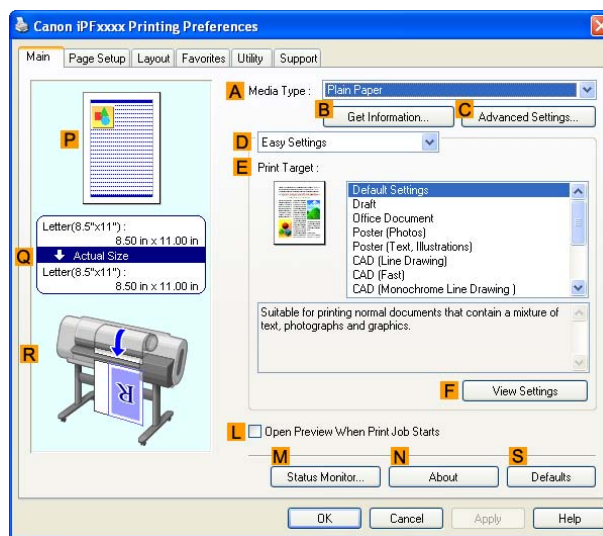 Canon iPFxxxx Printing Preferences
Main Page Setup Layout Favorites Utility Support
A Media Type : Plain Paper
B Get Information... C Advanced Settings...
D Easy Settings
E Print Target :
P
Default Settings
Draft
Office Document
Poster (Photos)
Poster (Text, Illustrations)
CAD (Line Drawing)
CAD (Fast)
CAD (Monochrome Line Drawing )
Letter(8.5"x11") :
8.50 in x 11.00 in
Q Actual Size
Letter(8.5"x11") :
8.50 in x 11.00 in
Suitable for printing normal documents that contain a mixture of
text, photographs and graphics.
R
R
F View Settings
L Open Preview When Print Job Starts
M Status Monitor... N About S Defaults
OK Cancel Apply Help